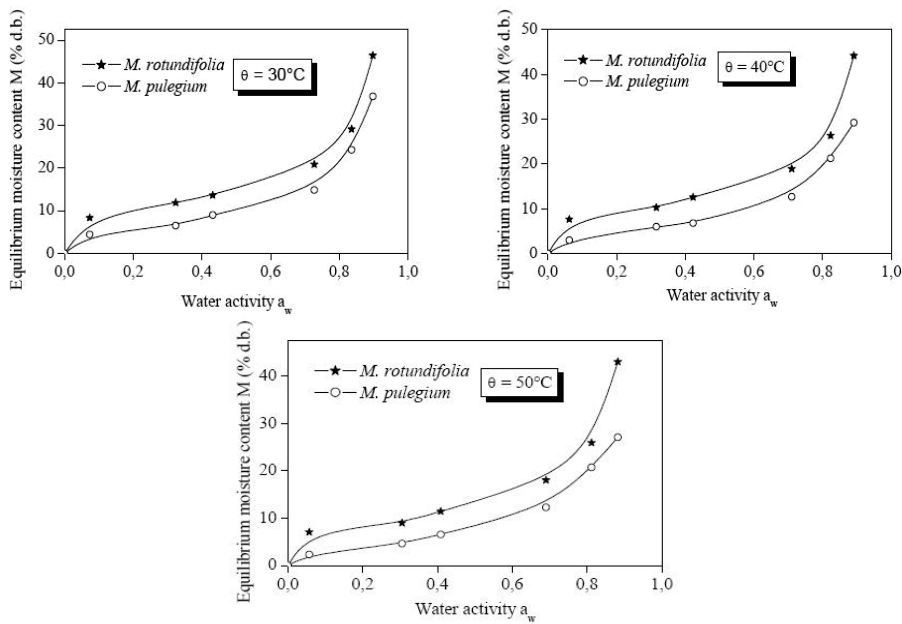 Equilibrium moisture content M (% d.b.)
50
40
30
20
10
0
M. rotundifolia
M. pulegium
θ = 30°C
0,0 0,2 0,4 0,6 0,8 1,0
Water activity a_w
Equilibrium moisture content M (% d.b.)
50
40
30
20
10
0
M. rotundifolia
M. pulegium
θ = 40°C
0,0 0,2 0,4 0,6 0,8 1,0
Water activity a_w
Equilibrium moisture content M (% d.b.)
40
30
20
10
0
M. rotundifolia
M. pulegium
θ = 50°C
0,0 0,2 0,4 0,6 0,8 1,0
Water activity a_w